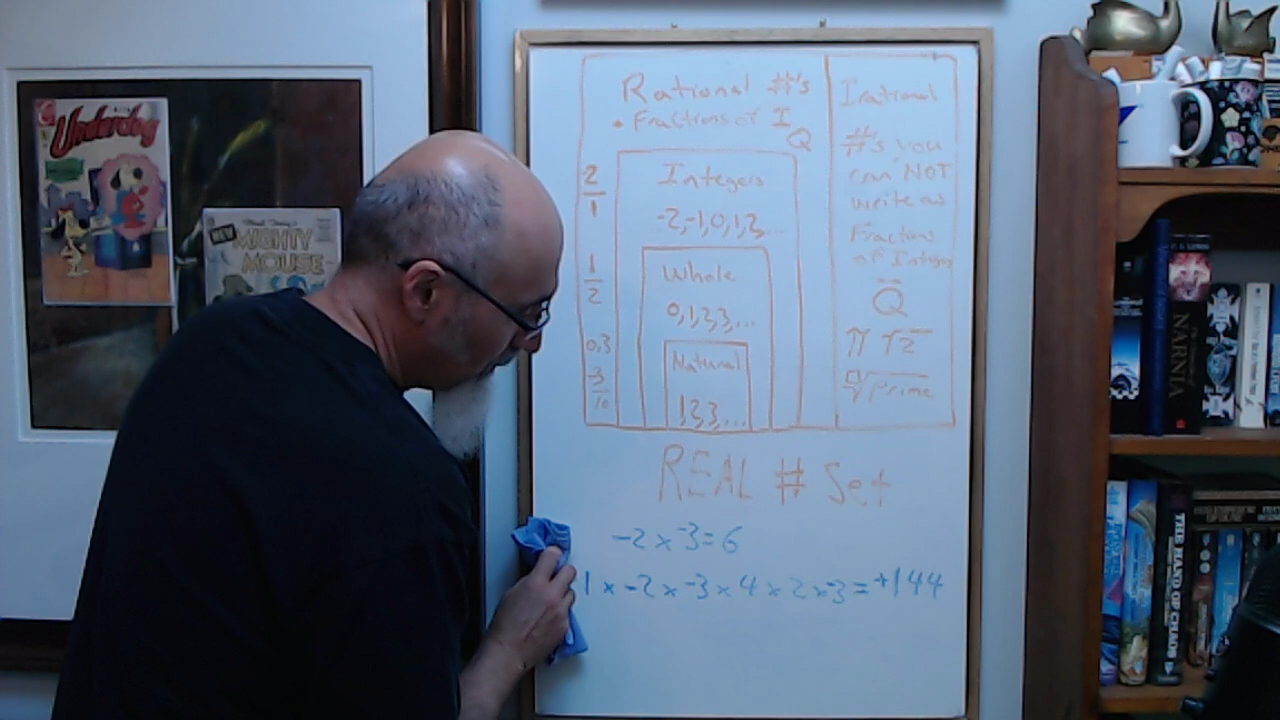 Underdog
NEW
MIGHTY
MOUSE
Rational #'s
• Fractions of I
Q
2/1
Integers
-2,-1,0,1,2,...
1/2
Whole
0,1,2,3,...
0.3
3/10
Natural
1,2,3,...
Irational
#'s you
can NOT
write as
Fractions
of Integers
Q̅
π √2
∜prime
REAL # Set
-2 x -3 = 6
1 x -2 x -3 x 4 x 2 x -3 = +144
NARNIA
THE HAND OF CHAOS